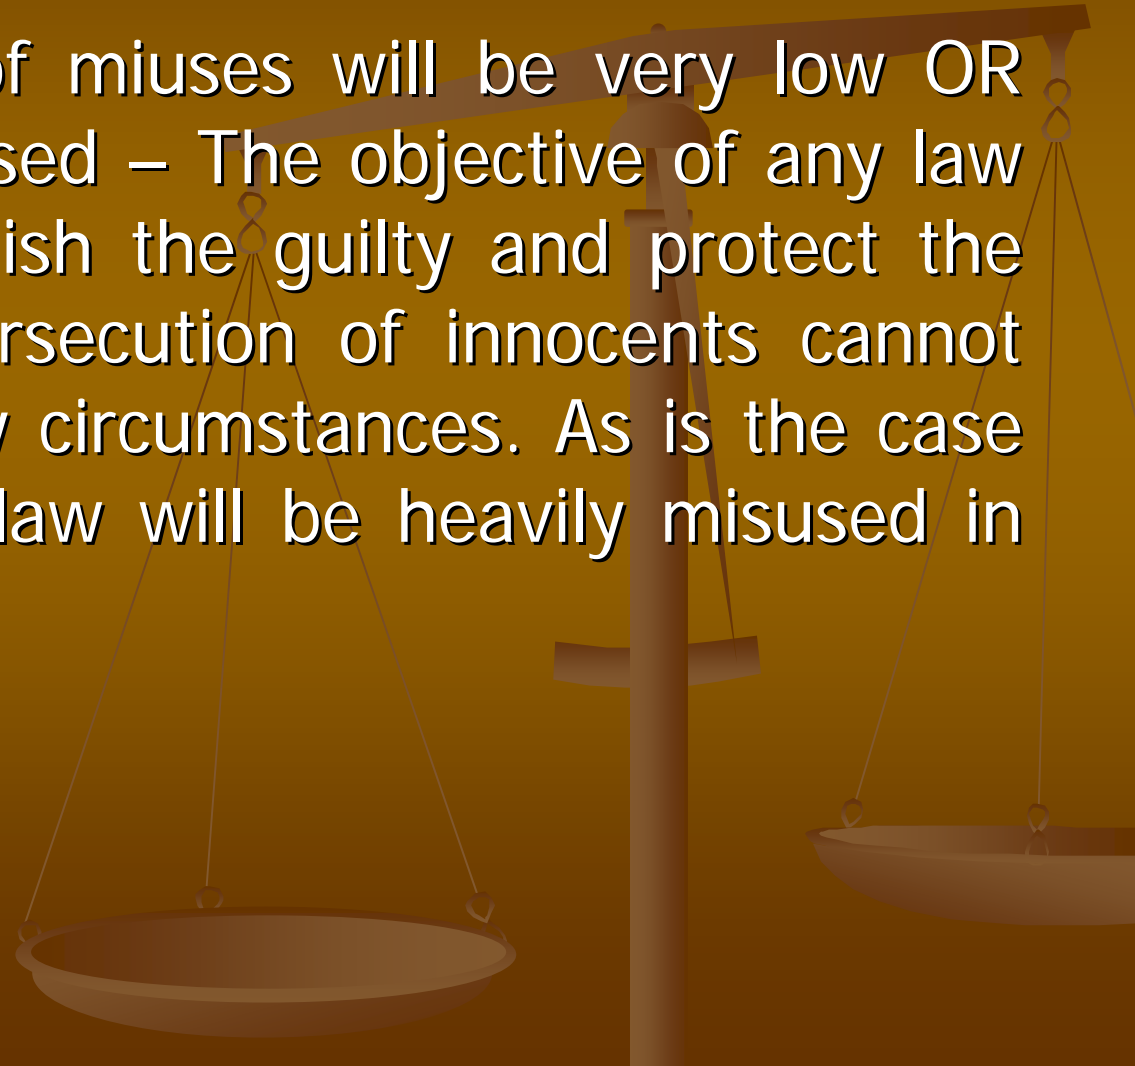 of miuses will be very low OR
sed – The objective of any law
ish the guilty and protect the
rsecution of innocents cannot
circumstances. As is the case
law will be heavily misused in